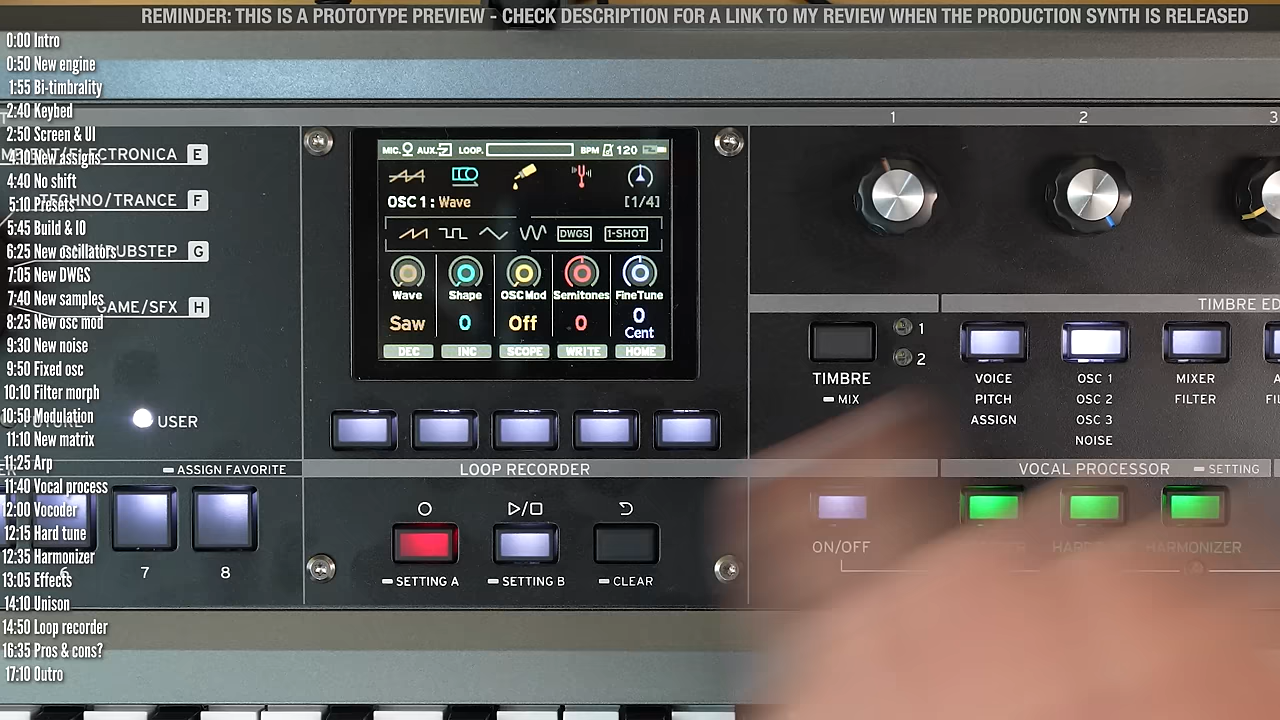 REMINDER: THIS IS A PROTOTYPE PREVIEW - CHECK DESCRIPTION FOR A LINK TO MY REVIEW WHEN THE PRODUCTION SYNTH IS RELEASED
0:00 Intro
0:50 New engine
1:55 Bi-timbrality
2:40 Keybed
2:50 Screen & UI
4:10 New assigns
4:40 No shift
5:10 Presets
5:45 Build & IO
6:25 New oscillators
7:05 New DWGS
7:40 New samples
8:25 New osc mod
9:30 New noise
9:50 Fixed osc
10:10 Filter morph
10:50 Modulation
11:10 New matrix
11:25 Arp
11:40 Vocal process
12:00 Vocoder
12:15 Hard tune
12:35 Harmonizer
13:05 Effects
14:10 Unison
14:50 Loop recorder
16:35 Pros & cons?
17:10 Outro
ELECTRONICA E
TECHNO/TRANCE F
DUBSTEP G
GAME/SFX H
USER
ASSIGN FAVORITE
7 8
MIC. AUX. LOOP. BPM 120
OSC 1 : Wave [1/4]
DWGS 1-SHOT
Wave Shape OSC Mod Semitones Fine Tune
Saw 0 Off 0 0
Cent
DEC INC SCOPE WRITE HOME
LOOP RECORDER
SETTING A SETTING B CLEAR
1 2 3
TIMBRE ED
1
2
TIMBRE
MIX
VOICE
PITCH
ASSIGN
OSC 1
OSC 2
OSC 3
NOISE
MIXER
FILTER
VOCAL PROCESSOR SETTING
ON/OFF
HARMONIZER